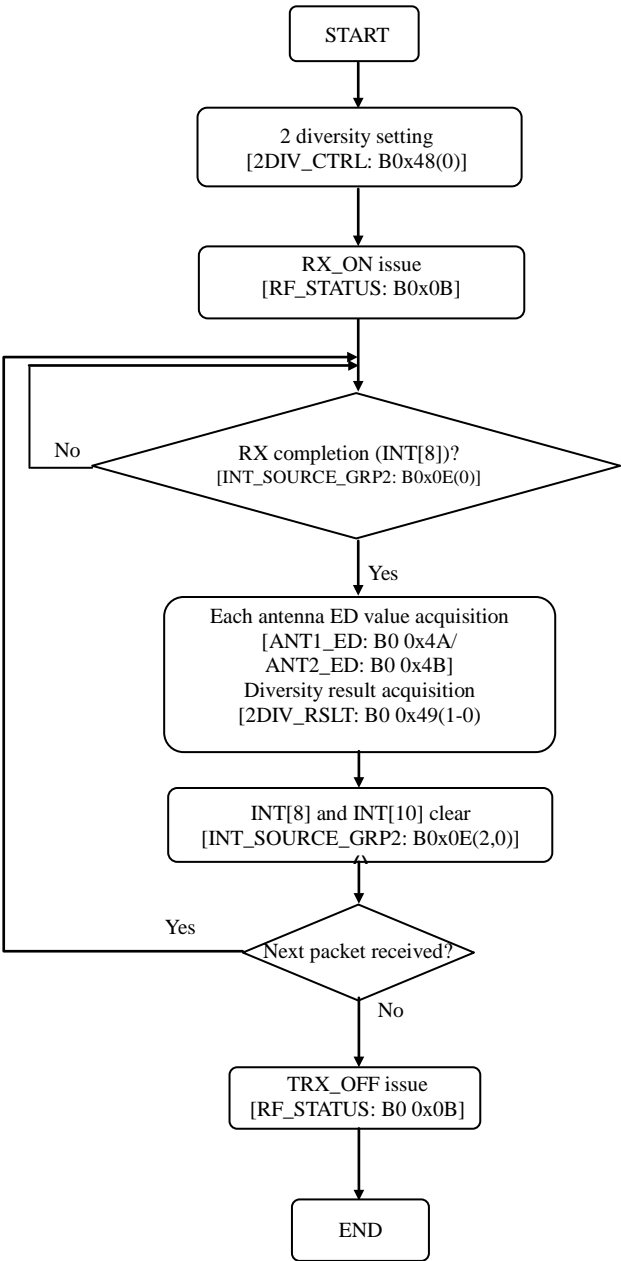 START
2 diversity setting
[2DIV_CTRL: B0x48(0)]
RX_ON issue
[RF_STATUS: B0x0B]
No
RX completion (INT[8])?
[INT_SOURCE_GRP2: B0x0E(0)]
Yes
Each antenna ED value acquisition
[ANT1_ED: B0 0x4A/
ANT2_ED: B0 0x4B]
Diversity result acquisition
[2DIV_RSLT: B0 0x49(1-0)
INT[8] and INT[10] clear
[INT_SOURCE_GRP2: B0x0E(2,0)]
Yes
Next packet received?
No
TRX_OFF issue
[RF_STATUS: B0 0x0B]
END